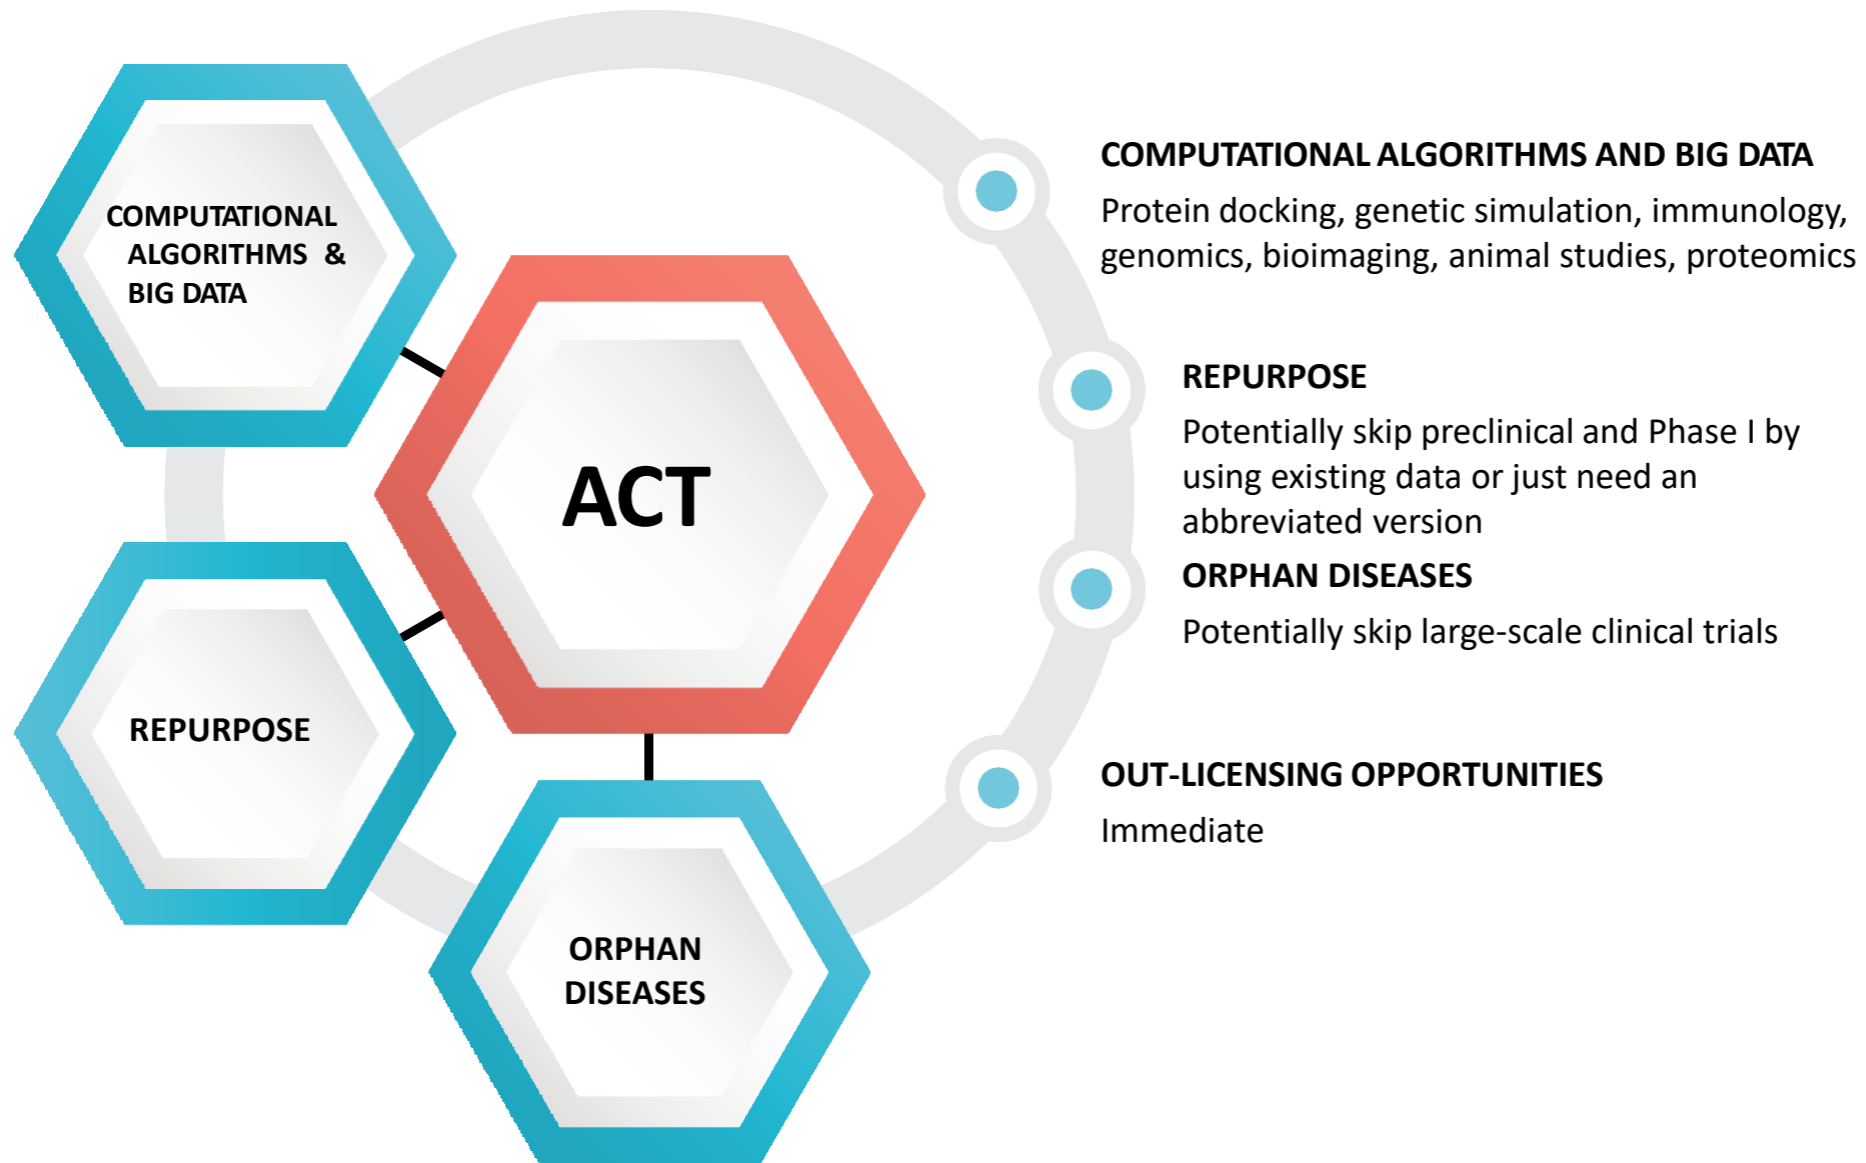 COMPUTATIONAL
ALGORITHMS &
BIG DATA
ACT
REPURPOSE
ORPHAN
DISEASES
COMPUTATIONAL ALGORITHMS AND BIG DATA
Protein docking, genetic simulation, immunology,
genomics, bioimaging, animal studies, proteomics
REPURPOSE
Potentially skip preclinical and Phase I by
using existing data or just need an
abbreviated version
ORPHAN DISEASES
Potentially skip large-scale clinical trials
OUT-LICENSING OPPORTUNITIES
Immediate